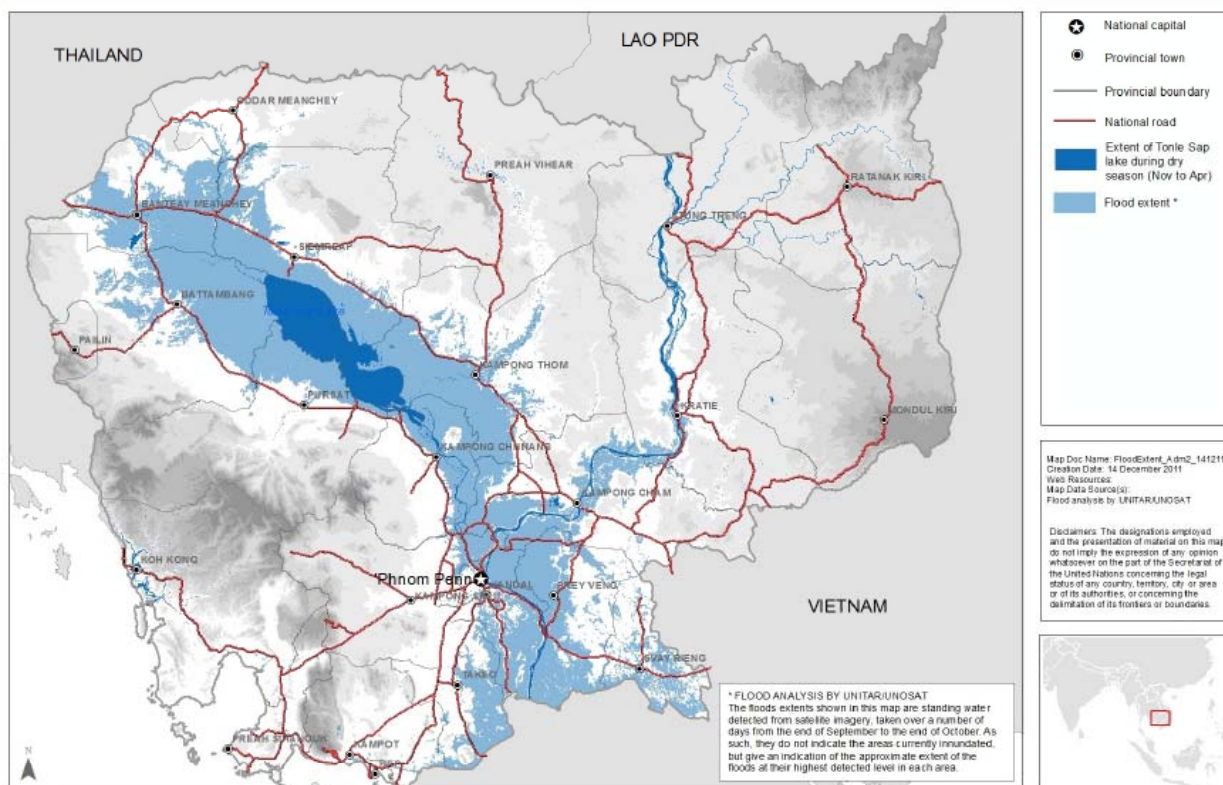 THAILAND
LAO PDR
ODDAR MEANCHEY
PREAH VIHEAR
RATANAK KIRI
BANTEAY MEANCHEY
STUNG TRENG
SIEMREAP
BATTAMBANG
PAILIN
KAMPONG THOM
PURSAT
KRATIE
MONDUL KIRI
KAMPONG CHHNANG
KAMPONG CHAM
KOH KONG
Phnom Penh
KANDAL
PREY VENG
KAMPONG SPEU
VIETNAM
SVAY RIENG
TAKEO
PREAH SIHANOUK
KAMPOT
KEP
N
National capital
Provincial town
Provincial boundary
National road
Extent of Tonle Sap
lake during dry
season (Nov to Apr)
Flood extent *
Map Doc Name: FloodExtent_Adm2_141211
Creation Date: 14 December 2011
Web Resources:
Map Data Source(s):
Flood analysis by UNITAR/UNOSAT
Disclaimers: The designations employed
and the presentation of material on this map
do not imply the expression of any opinion
whatsoever on the part of the Secretariat of
the United Nations concerning the legal
status of any country, territory, city or area
or of its authorities, or concerning the
delimitation of its frontiers or boundaries.
* FLOOD ANALYSIS BY UNITAR/UNOSAT
The floods extents shown in this map are standing water
detected from satellite imagery, taken over a number of
days from the end of September to the end of October. As
such, they do not indicate the areas currently innundated,
but give an indication of the approximate extent of the
floods at their highest detected level in each area.